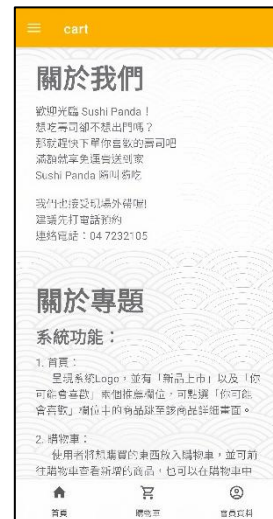 cart
關於我們
歡迎光臨 Sushi Panda！
想吃壽司卻不想出門嗎？
那就趕快下單你喜歡的壽司吧
滿額就享免運費送到家
Sushi Panda 隨叫隨吃
我們也接受現場外帶喔!
建議先打電話預約
連絡電話：04 7232105
關於專題
系統功能：
1. 首頁：
呈現系統Logo，並有「新品上市」以及「你
可能會喜歡」兩個推薦欄位，可點選「你可能
會喜歡」欄位中的商品跳至該商品詳細畫面。
2. 購物車：
使用者將想購買的東西放入購物車，並可前
往購物車查看新增的商品，也可以在購物車中
首頁
購物車
會員資料